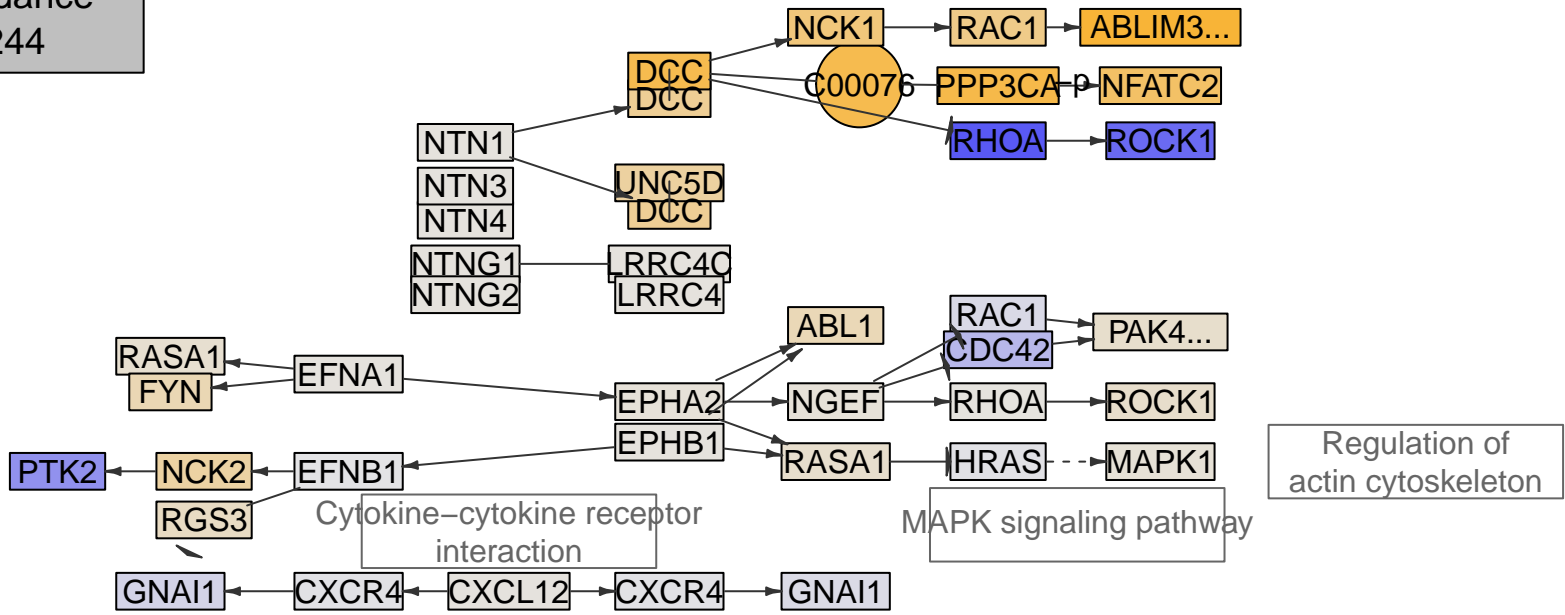 244
NCK1
RAC1
ABLIM3...
DCC
DCC
C00076
PPP3CA
+p
NFATC2
RHOA
ROCK1
NTN1
NTN3
NTN4
UNC5D
DCC
NTNG1
NTNG2
LRRC4C
LRRC4
ABL1
RAC1
CDC42
PAK4...
RASA1
FYN
EFNA1
EPHA2
NGEF
RHOA
ROCK1
EPHB1
RASA1
HRAS
MAPK1
PTK2
NCK2
EFNB1
RGS3
Cytokine−cytokine receptor
interaction
MAPK signaling pathway
Regulation of
actin cytoskeleton
GNAI1
CXCR4
CXCL12
CXCR4
GNAI1